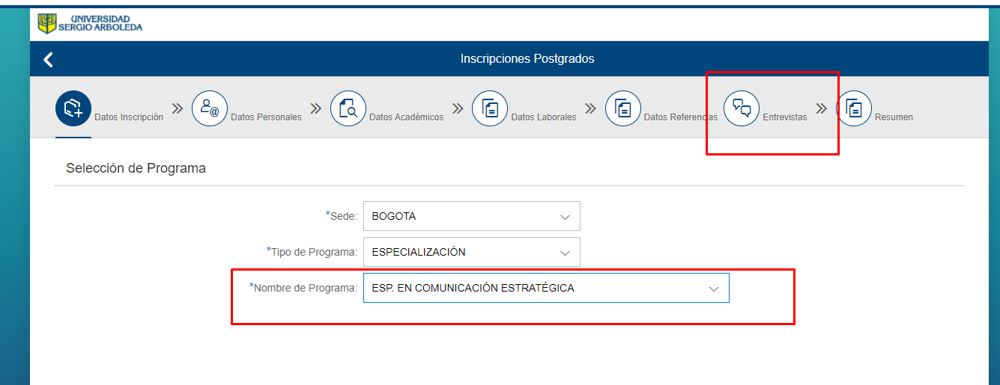 UNIVERSIDAD
SERGIO ARBOLEDA
Inscripciones Postgrados
Datos Inscripción
Datos Personales
Datos Académicos
Datos Laborales
Datos Referencias
Entrevistas
Resumen
Selección de Programa
*Sede: BOGOTA
*Tipo de Programa: ESPECIALIZACIÓN
*Nombre de Programa: ESP. EN COMUNICACIÓN ESTRATÉGICA